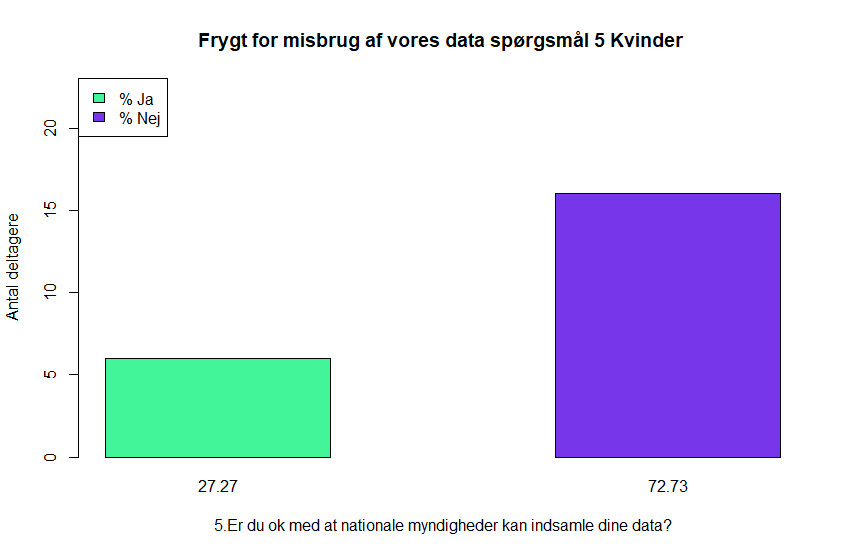 Frygt for misbrug af vores data spørgsmål 5 Kvinder
% Ja
% Nej
20
15
10
5
0
Antal deltagere
27.27
72.73
5.Er du ok med at nationale myndigheder kan indsamle dine data?